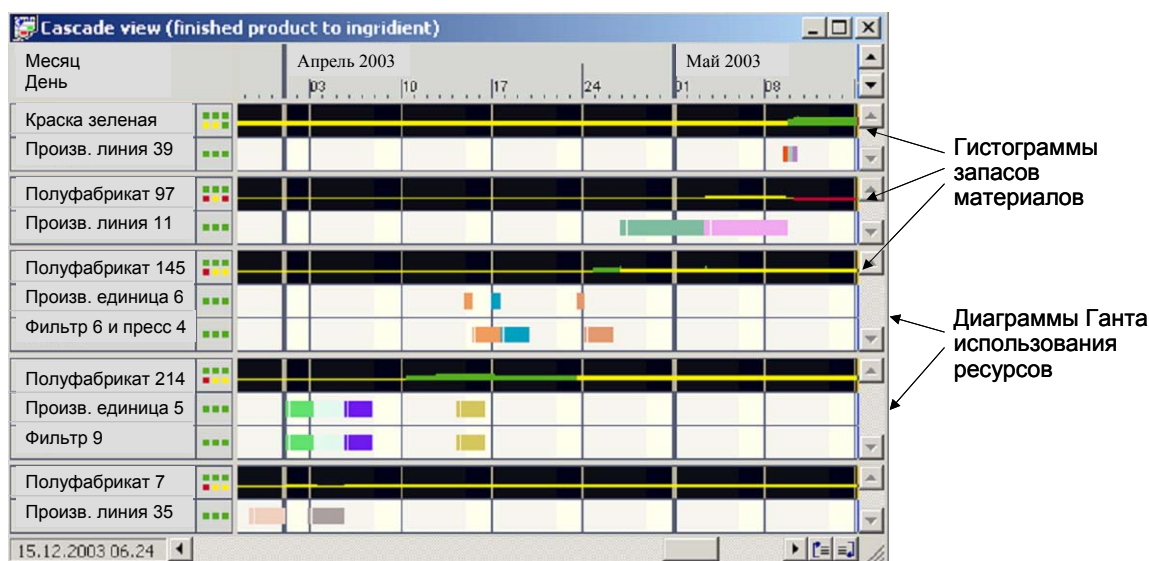 Cascade view (finished product to ingridient)
Месяц
День
Апрель 2003
Май 2003
03 10 17 24 01 08
Краска зеленая
Произв. линия 39
Полуфабрикат 97
Произв. линия 11
Полуфабрикат 145
Произв. единица 6
Фильтр 6 и пресс 4
Полуфабрикат 214
Произв. единица 5
Фильтр 9
Полуфабрикат 7
Произв. линия 35
15.12.2003 06.24
Гистограммы
запасов
материалов
Диаграммы Ганта
использования
ресурсов